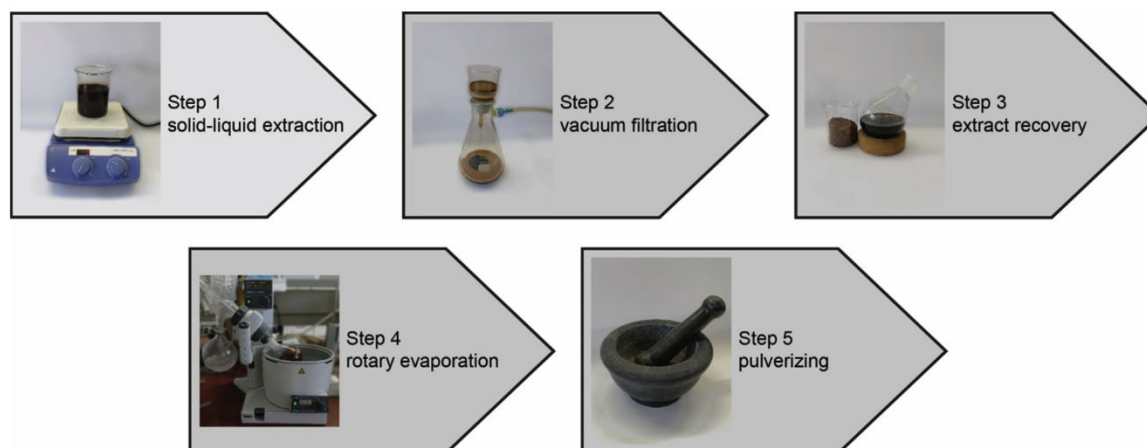 Step 1
solid-liquid extraction
Step 2
vacuum filtration
Step 3
extract recovery
Step 4
rotary evaporation
Step 5
pulverizing